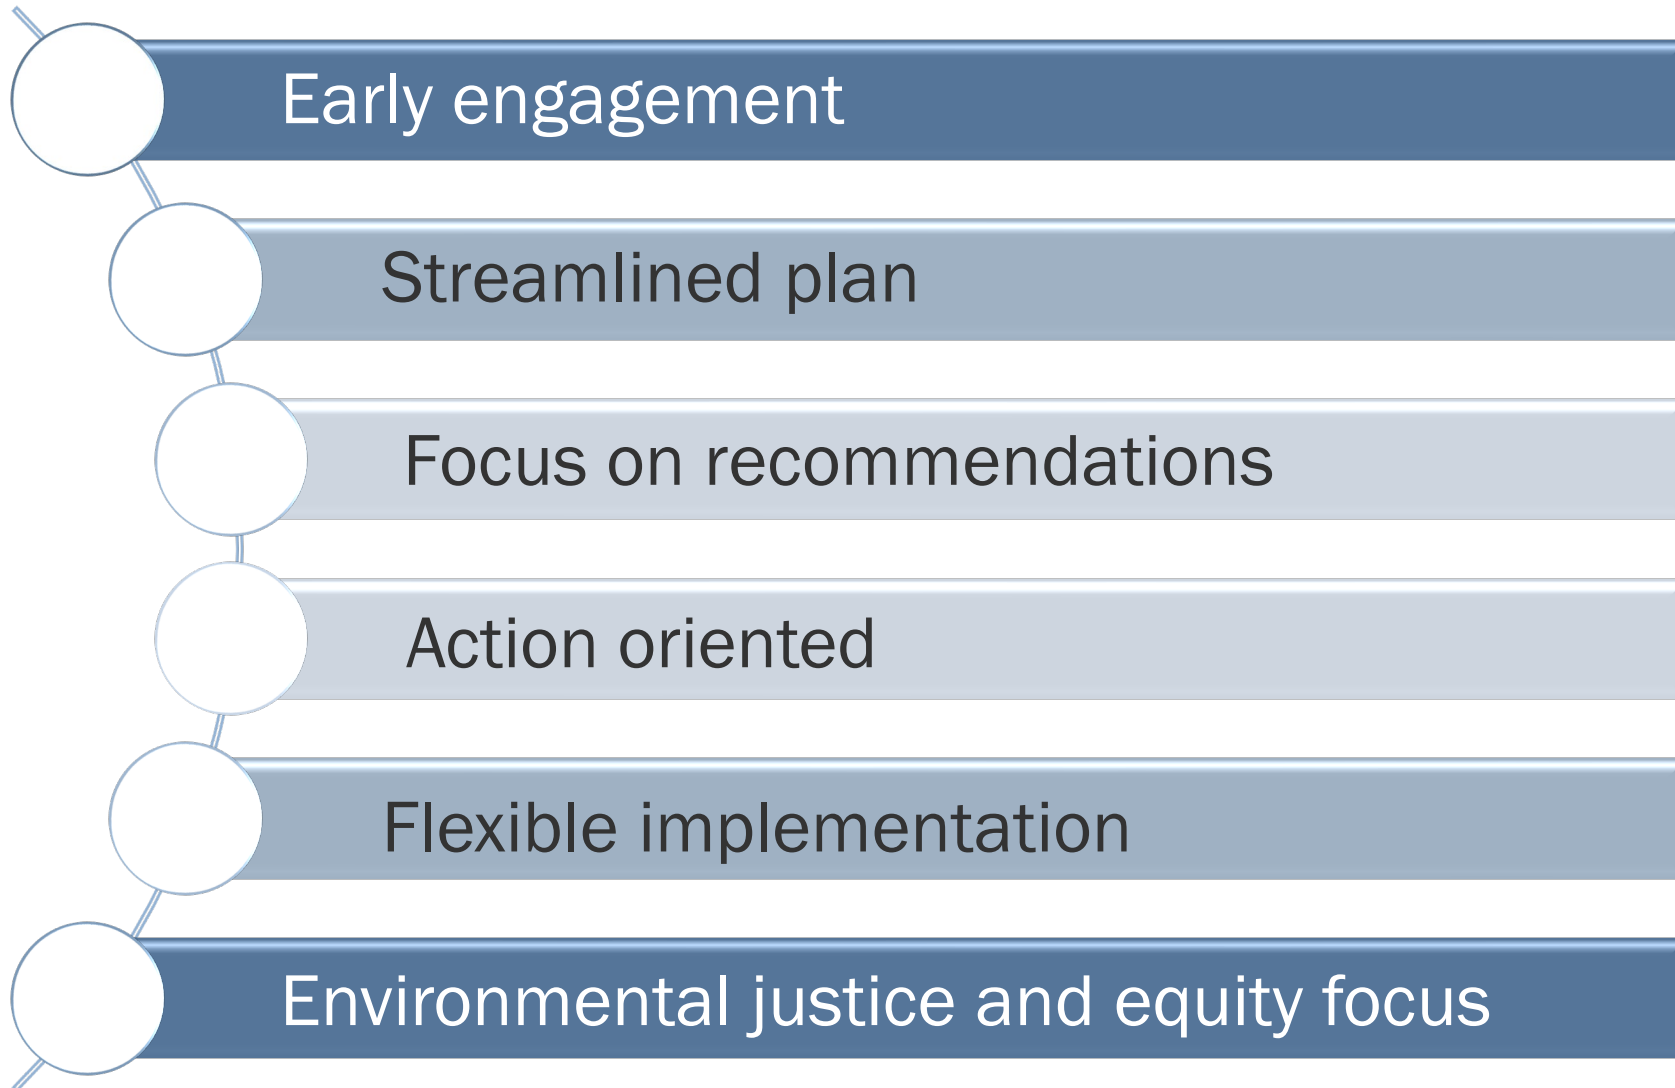 Early engagement
Streamlined plan
Focus on recommendations
Action oriented
Flexible implementation
Environmental justice and equity focus